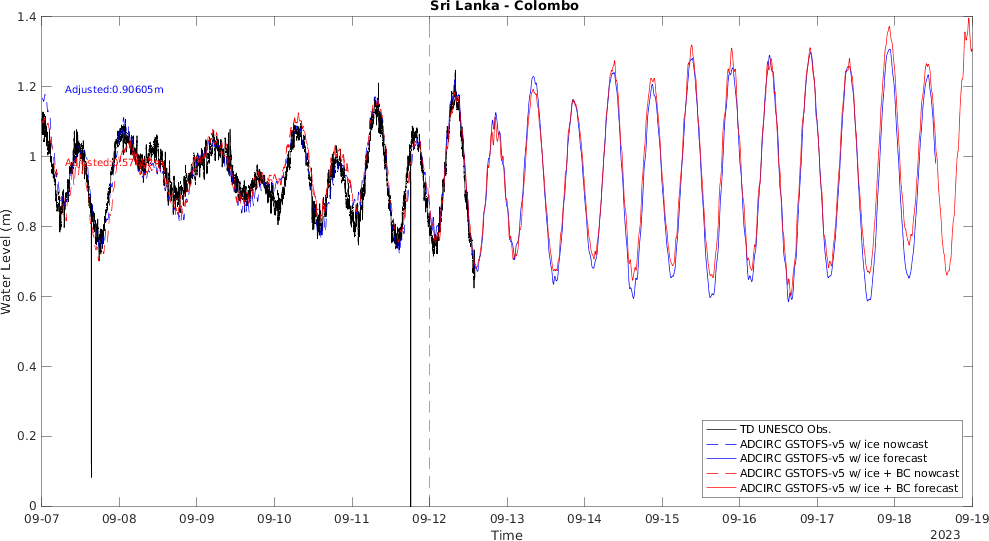 Sri Lanka - Colombo
1.4
1.2
1
0.8
0.6
0.4
0.2
0
Water Level (m)
Adjusted:0.90605m
TD UNESCO Obs.
ADCIRC GSTOFS-v5 w/ ice nowcast
ADCIRC GSTOFS-v5 w/ ice forecast
ADCIRC GSTOFS-v5 w/ ice + BC nowcast
ADCIRC GSTOFS-v5 w/ ice + BC forecast
09-07 09-08 09-09 09-10 09-11 09-12 09-13 09-14 09-15 09-16 09-17 09-18 09-19
Time
2023